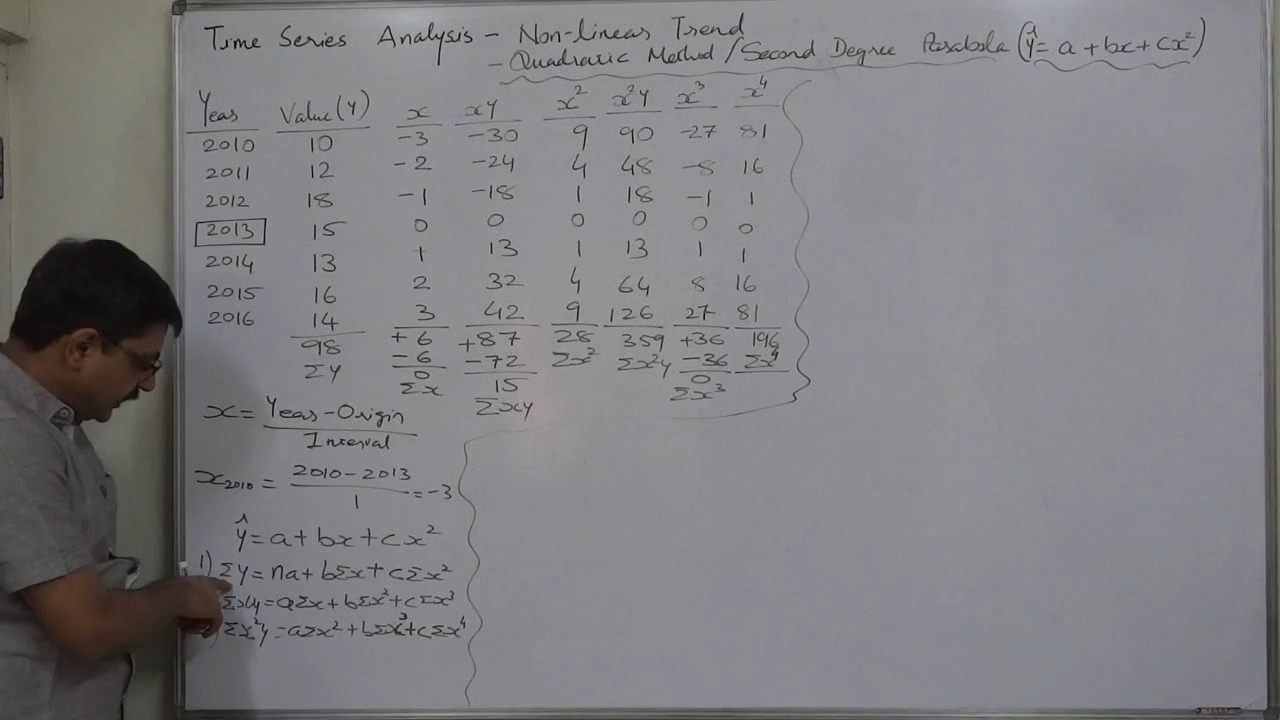 Time Series Analysis - Non-linear Trend
- Quadratic Method / Second Degree Parabola (ŷ = a + bx + cx²)
Year Value (Y) x xY x² x²Y x³ x⁴
2010 10 -3 -30 9 90 -27 81
2011 12 -2 -24 4 48 -8 16
2012 18 -1 -18 1 18 -1 1
2013 15 0 0 0 0 0 0
2014 13 + 13 1 13 1 1
2015 16 2 32 4 64 8 16
2016 14 3 42 9 126 27 81
98 +6 +87 28 359 +36 196
ΣY -6 -72 Σx² Σx²y -36 Σx⁴
0 15 0
Σx Σxy Σx³
x = Year - Origin
Interval
x₂₀₁₀ = 2010 - 2013
1 = -3
ŷ = a + bx + cx²
1) Σy = na + bΣx + cΣx²
Σxy = aΣx + bΣx² + cΣx³
) Σx²y = aΣx² + bΣx³ + cΣx⁴